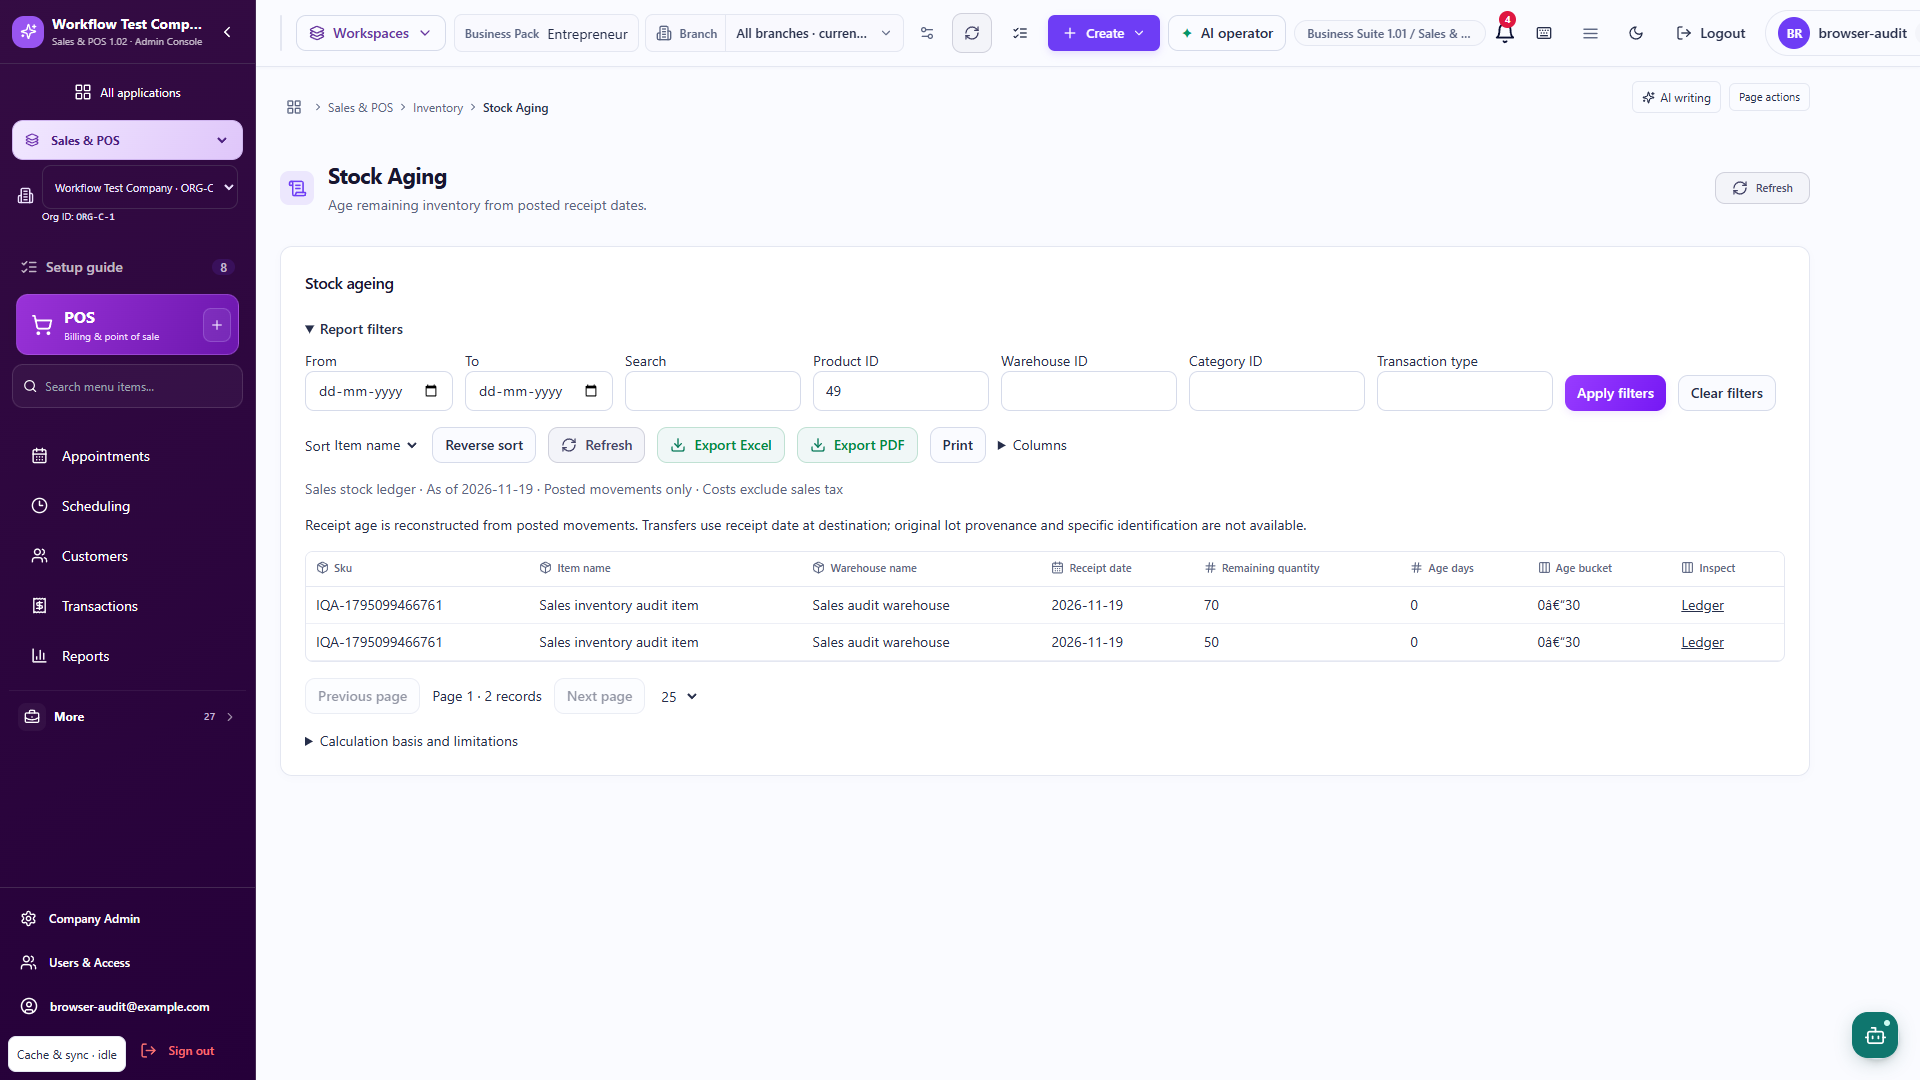 Workflow Test Comp...
Sales & POS 1.02 · Admin Console
All applications
Sales & POS
Workflow Test Company · ORG-C
Org ID: ORG-C-1
Setup guide 8
POS
Billing & point of sale
Search menu items...
Appointments
Scheduling
Customers
Transactions
Reports
More 27
Company Admin
Users & Access
browser-audit@example.com
Cache & sync · idle
Sign out
Workspaces
Business Pack Entrepreneur
Branch All branches · curren...
Create
AI operator
Business Suite 1.01 / Sales & ...
4
Logout
BR browser-audit
Sales & POS > Inventory > Stock Aging
AI writing
Page actions
Stock Aging
Age remaining inventory from posted receipt dates.
Refresh
Stock ageing
Report filters
From To Search Product ID Warehouse ID Category ID Transaction type
dd-mm-yyyy dd-mm-yyyy 49 Apply filters Clear filters
Sort Item name Reverse sort Refresh Export Excel Export PDF Print Columns
Sales stock ledger · As of 2026-11-19 · Posted movements only · Costs exclude sales tax
Receipt age is reconstructed from posted movements. Transfers use receipt date at destination; original lot provenance and specific identification are not available.
Sku Item name Warehouse name Receipt date Remaining quantity Age days Age bucket Inspect
IQA-1795099466761 Sales inventory audit item Sales audit warehouse 2026-11-19 70 0 0â€“30 Ledger
IQA-1795099466761 Sales inventory audit item Sales audit warehouse 2026-11-19 50 0 0â€“30 Ledger
Previous page Page 1 · 2 records Next page 25
Calculation basis and limitations